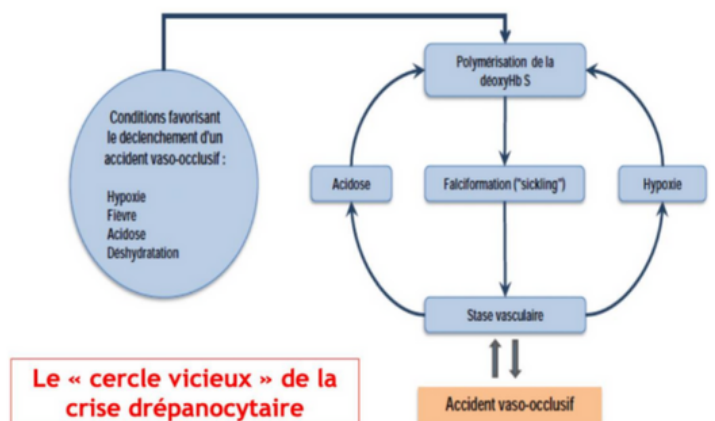 Conditions favorisant
le déclenchement d'un
accident vaso-occlusif :
Hypoxie
Fièvre
Acidose
Déshydratation
Polymérisation de la
déoxyHb S
Acidose
Falciformation ("sickling")
Hypoxie
Stase vasculaire
Accident vaso-occlusif
Le « cercle vicieux » de la
crise drépanocytaire